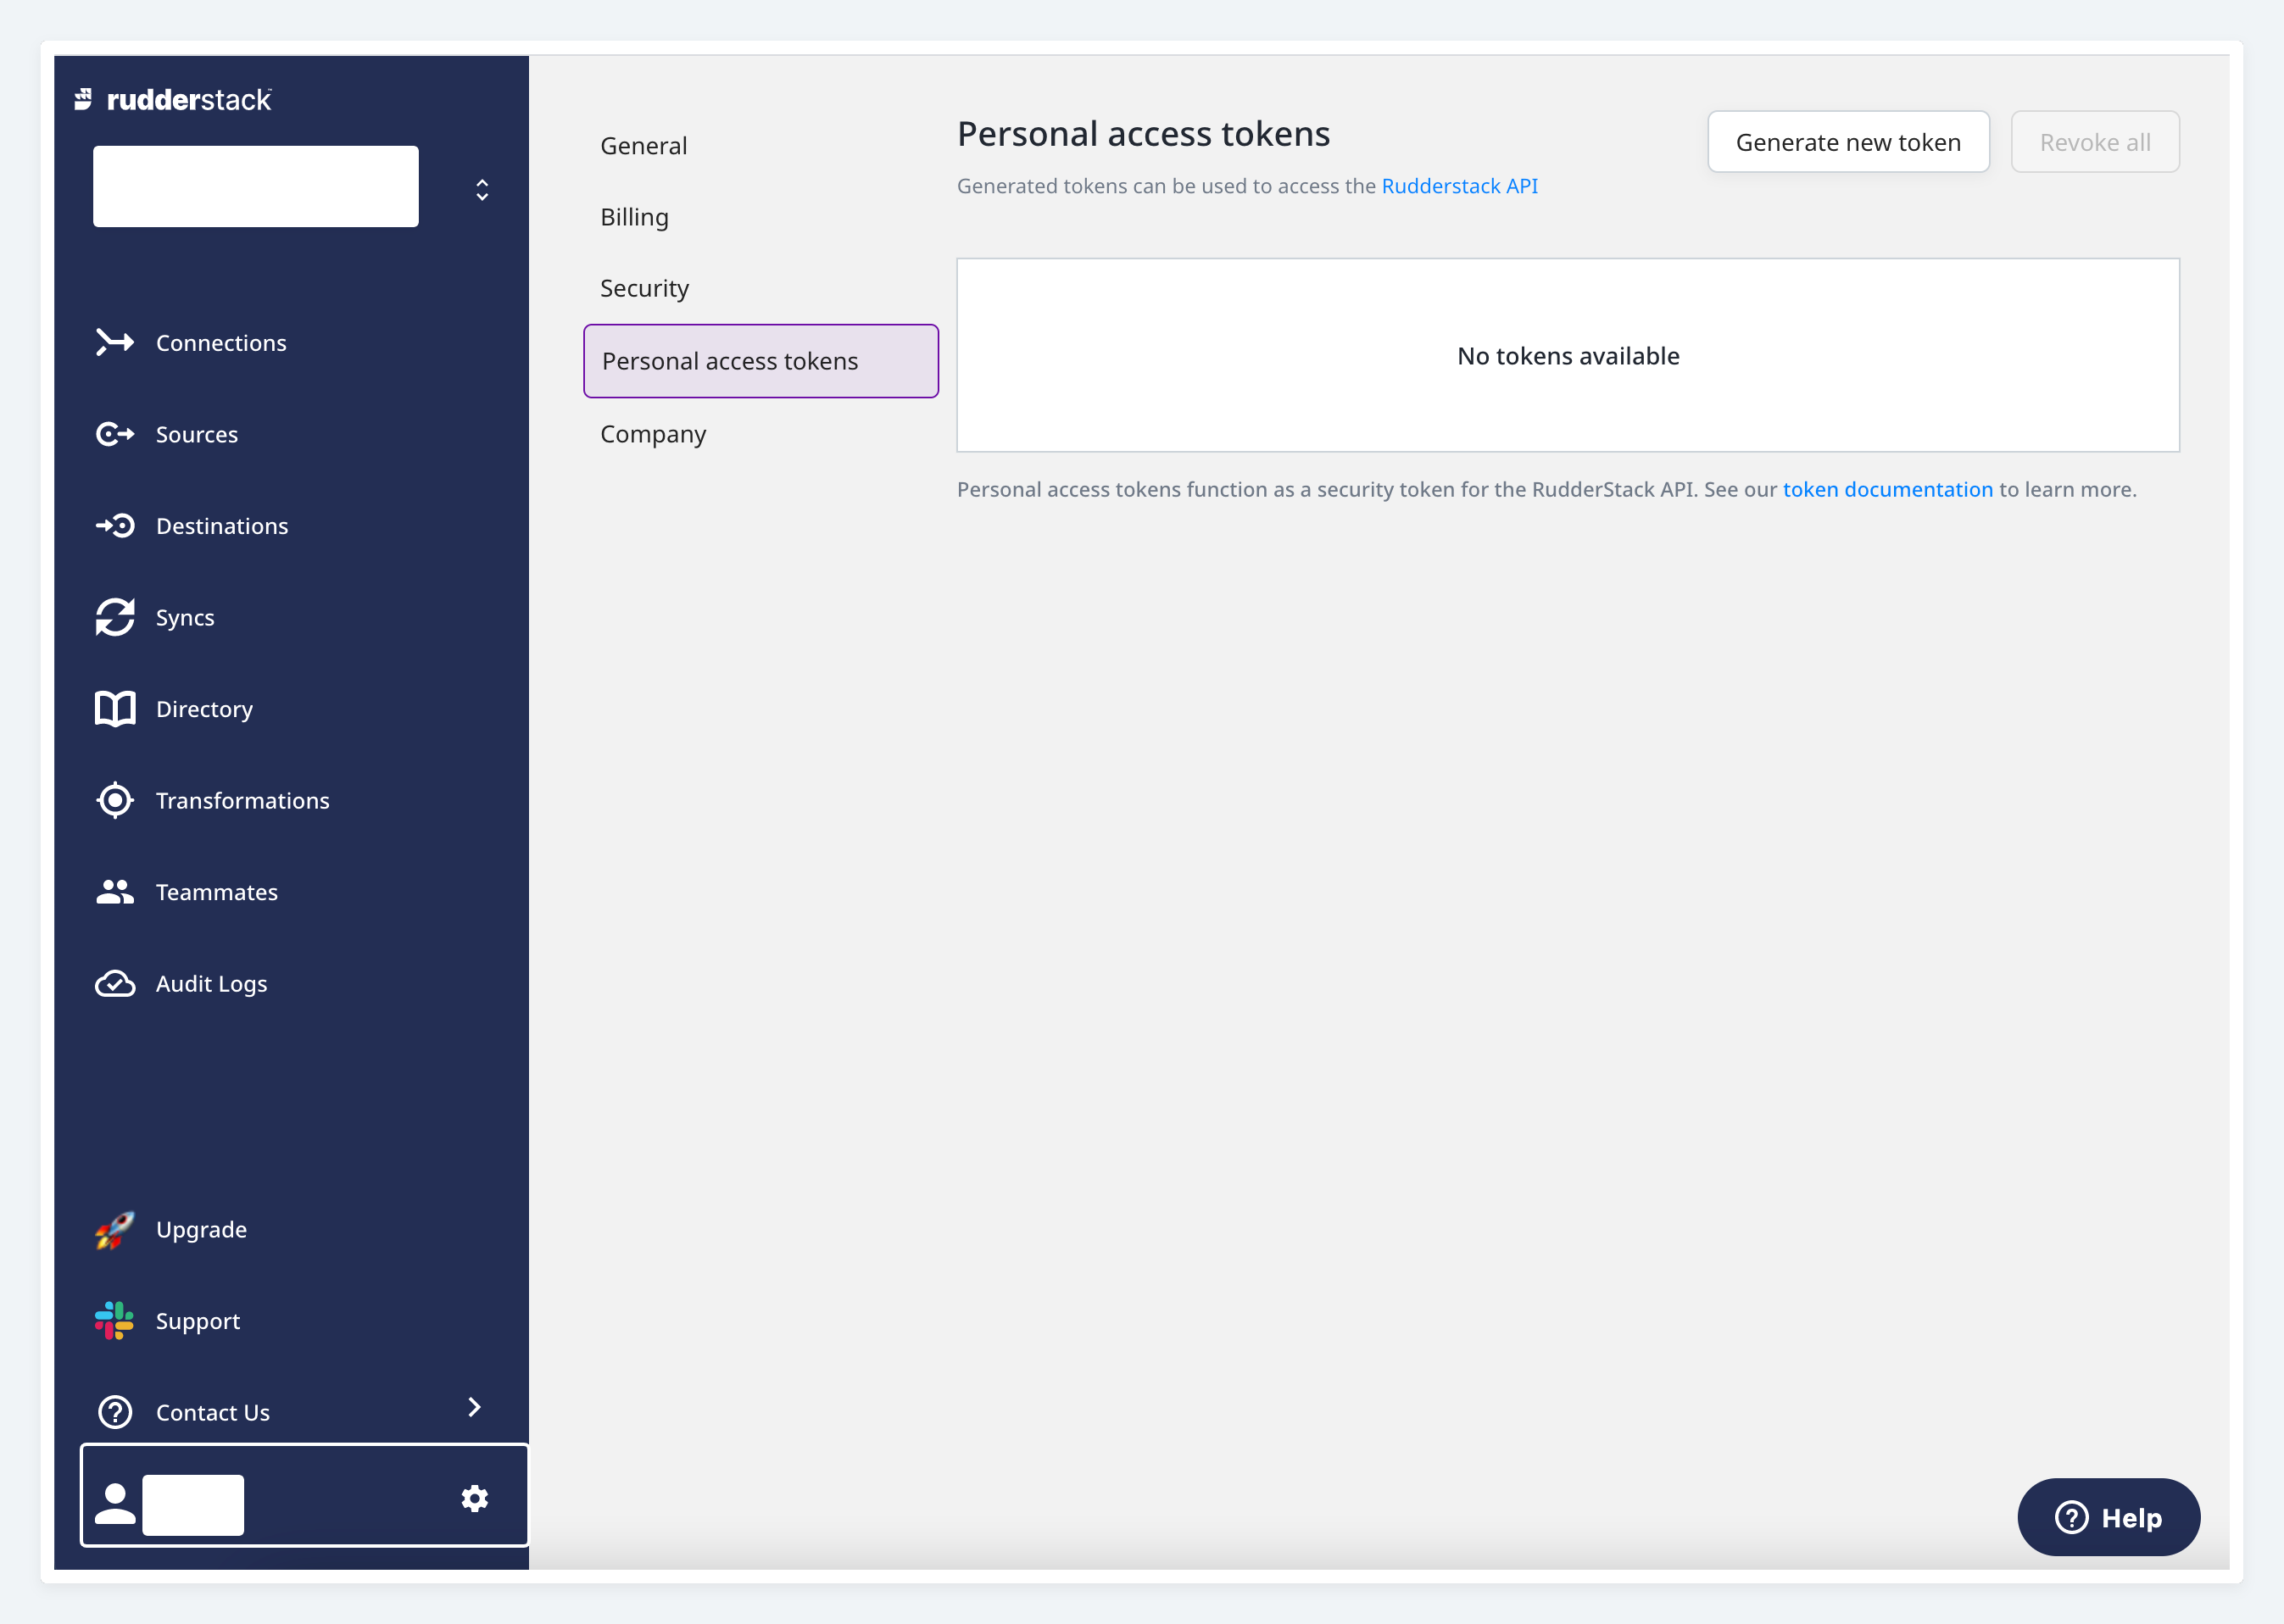 rudderstack
Connections
Sources
Destinations
Syncs
Directory
Transformations
Teammates
Audit Logs
Upgrade
Support
Contact Us
General
Billing
Security
Personal access tokens
Company
Personal access tokens
Generate new token
Revoke all
Generated tokens can be used to access the Rudderstack API
No tokens available
Personal access tokens function as a security token for the RudderStack API. See our token documentation to learn more.
Help